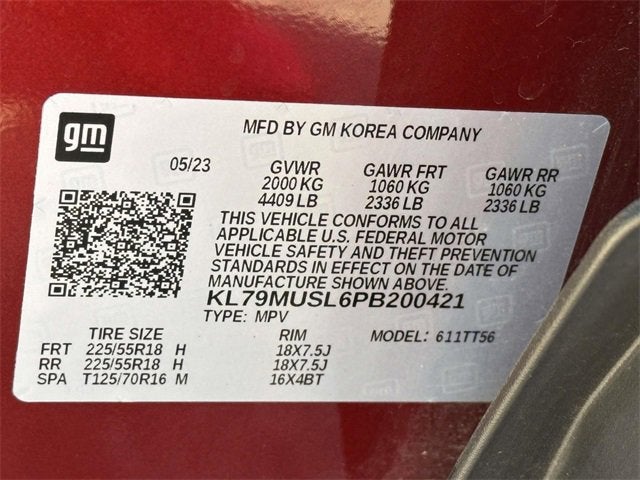 gm
MFD BY GM KOREA COMPANY
05/23 GVWR GAWR FRT GAWR RR
2000 KG 1060 KG 1060 KG
4409 LB 2336 LB 2336 LB
THIS VEHICLE CONFORMS TO ALL
APPLICABLE U.S. FEDERAL MOTOR
VEHICLE SAFETY AND THEFT PREVENTION
STANDARDS IN EFFECT ON THE DATE OF
MANUFACTURE SHOWN ABOVE.
KL79MUSL6PB200421
TYPE: MPV MODEL: 611TT56
TIRE SIZE RIM
FRT 225/55R18 H 18X7.5J
RR 225/55R18 H 18X7.5J
SPA T125/70R16 M 16X4BT